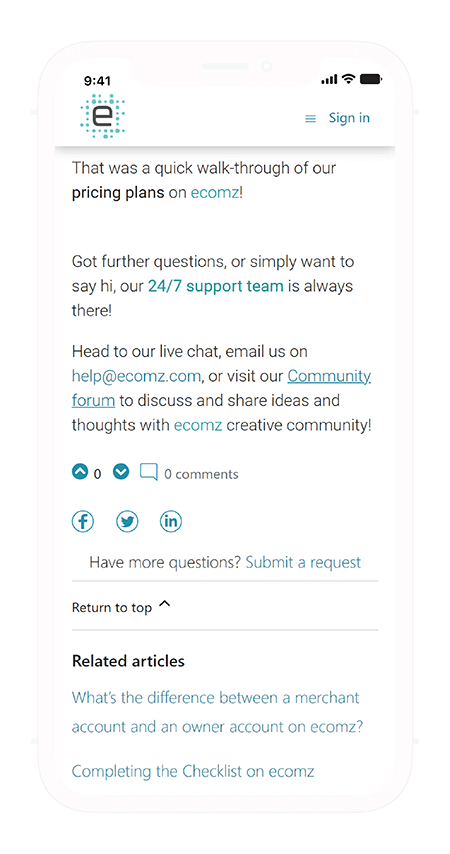 9:41
e
Sign in
That was a quick walk-through of our
pricing plans on ecomz!
Got further questions, or simply want to
say hi, our 24/7 support team is always
there!
Head to our live chat, email us on
help@ecomz.com, or visit our Community
forum to discuss and share ideas and
thoughts with ecomz creative community!
0 0 comments
Have more questions? Submit a request
Return to top
Related articles
What's the difference between a merchant
account and an owner account on ecomz?
Completing the Checklist on ecomz